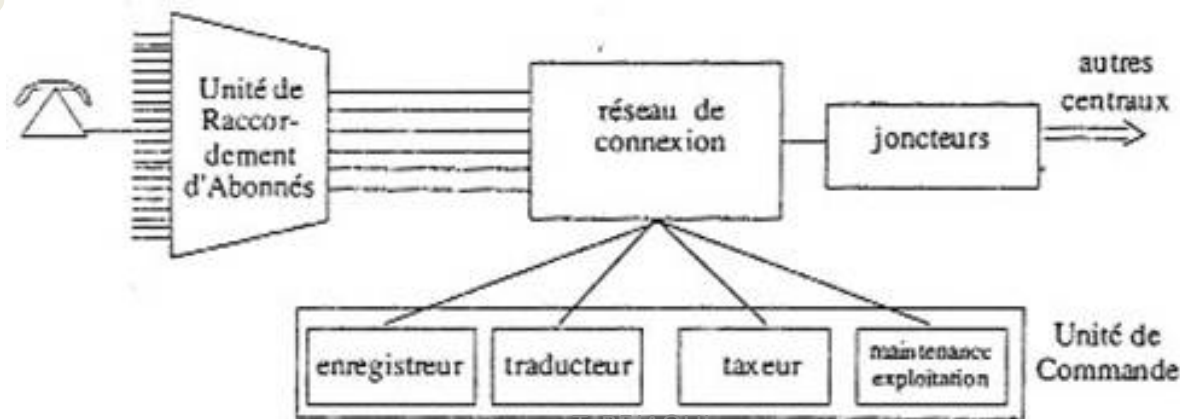 Unité de
Raccor-
dement
d'Abonnés
réseau de
connexion
joncteurs
autres
centraux
enregistreur
traducteur
taxeur
maintenance
exploitation
Unité de
Commande